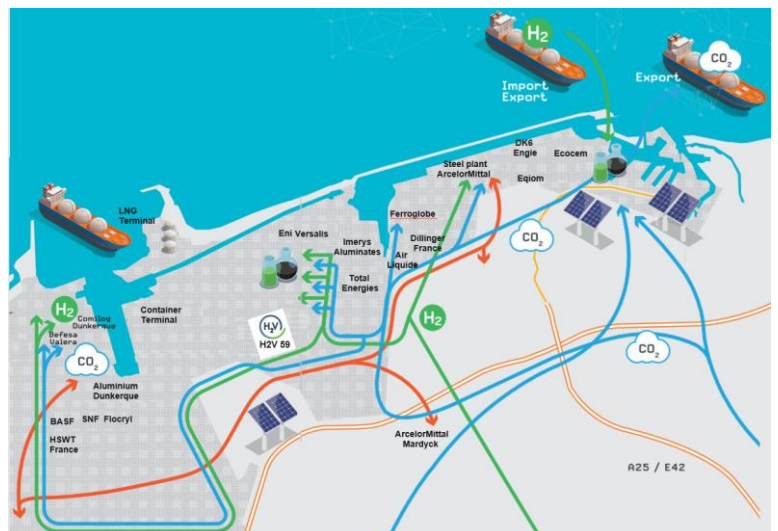 H2
CO2
Import
Export
Export
DK6
Engie
Ecocem
Steel plant
ArcelorMittal
Eqiom
LNG
Terminal
Ferroglobe
Eni Versalis
Imerys
Aluminates
Dillinger
France
CO2
Air
Liquide
Total
Energies
H2
Comilog
Dunkerque
Container
Terminal
H2V
H2V 59
H2
Befesa
Valera
CO2
CO2
Aluminium
Dunkerque
BASF
SNF Flocryl
HSWT
France
ArcelorMittal
Mardyck
A25 / E42